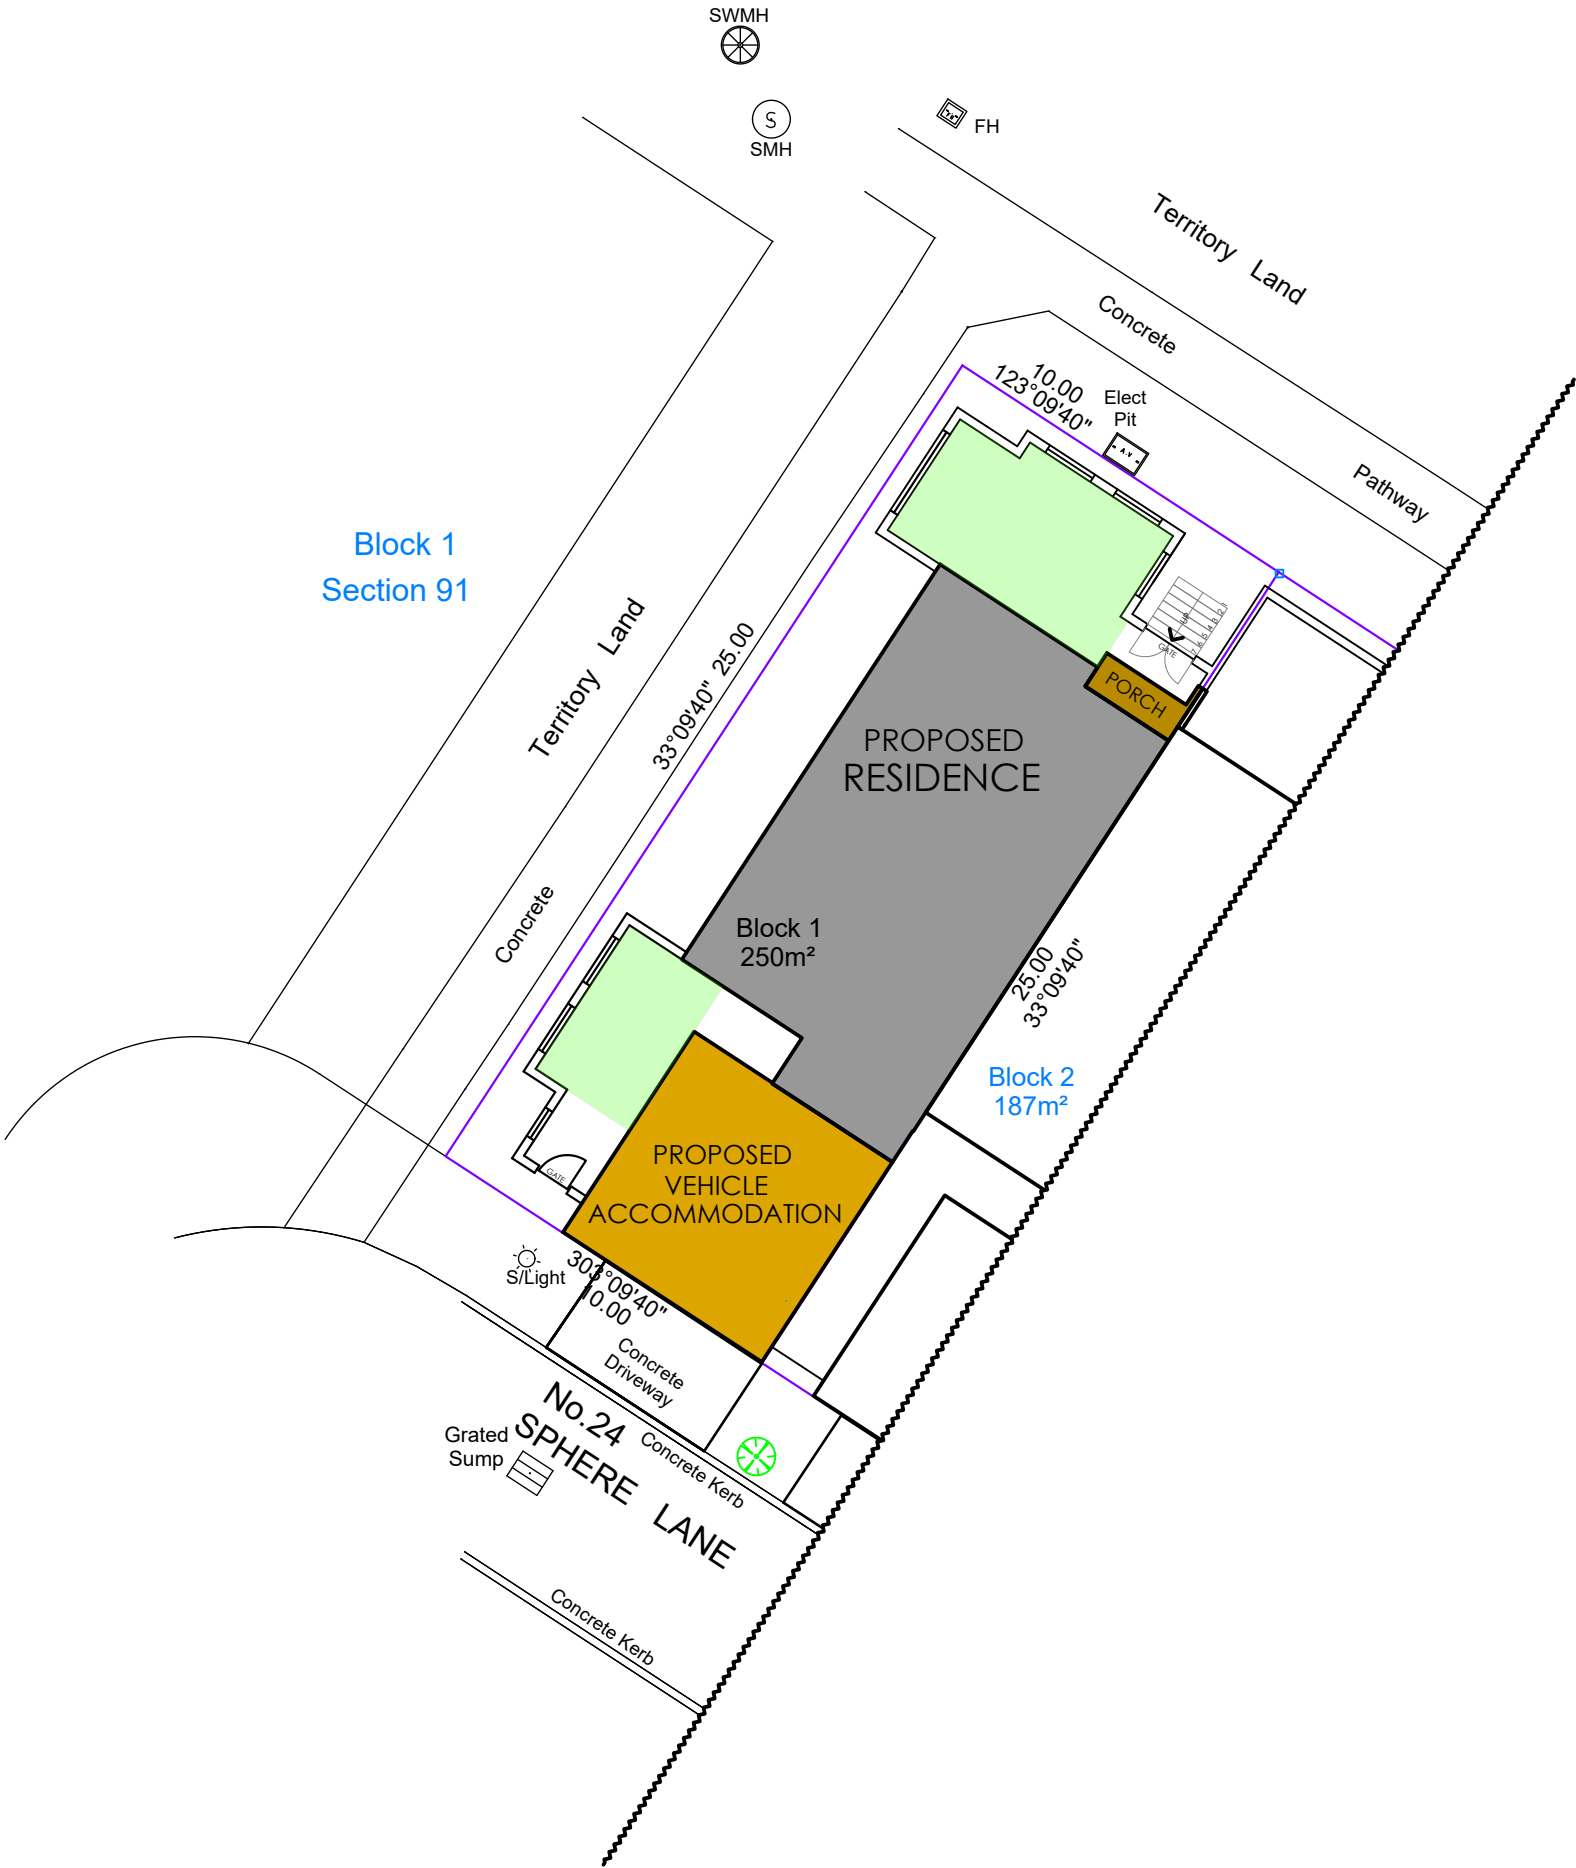 SWMH
S
SMH
FH
Territory Land
Concrete
Pathway
10.00
123°09'40"
Elect
Pit
Block 1
Section 91
Territory Land
33°09'40" 25.00
Concrete
UP
GATE
PORCH
PROPOSED
RESIDENCE
Block 1
250m²
25.00
33°09'40"
Block 2
187m²
PROPOSED
VEHICLE
ACCOMMODATION
GATE
S/Light
303°09'40"
10.00
Concrete
Driveway
No.24
SPHERE LANE
Grated
Sump
Concrete Kerb
Concrete Kerb